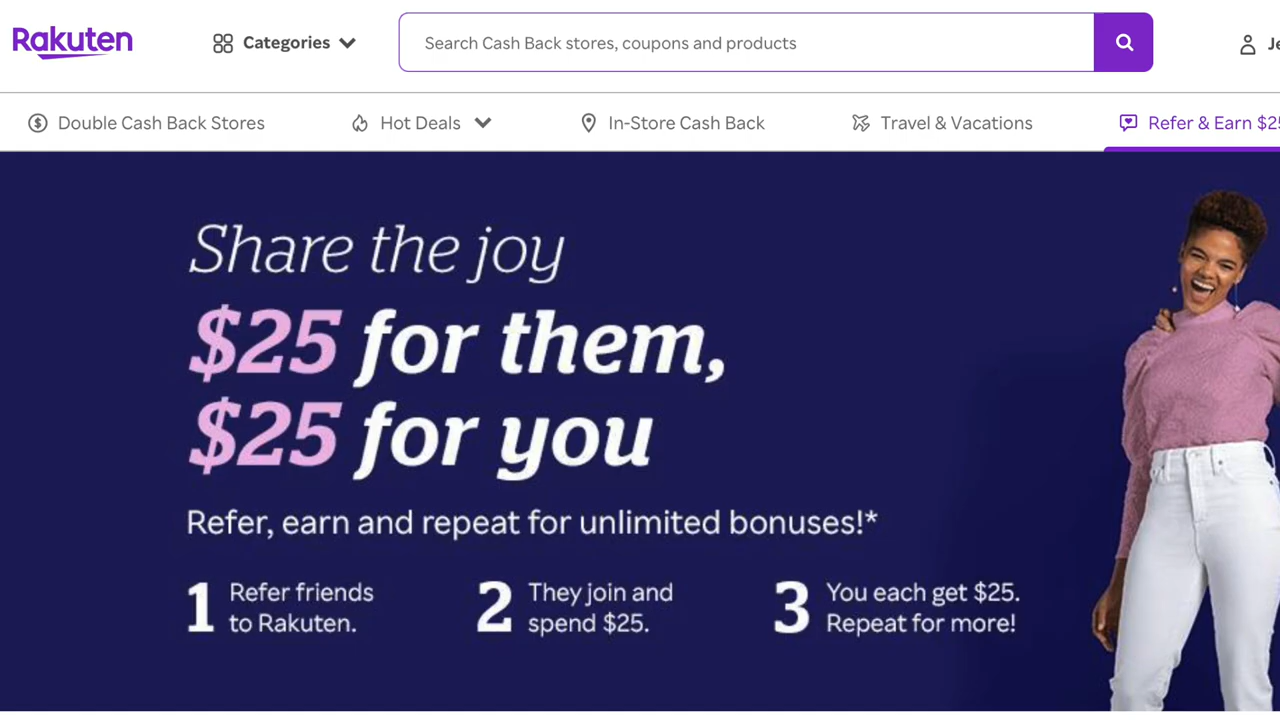 Rakuten
Categories
Search Cash Back stores, coupons and products
Double Cash Back Stores
Hot Deals
In-Store Cash Back
Travel & Vacations
Refer & Earn
Share the joy
$25 for them,
$25 for you
Refer, earn and repeat for unlimited bonuses!*
1 Refer friends
to Rakuten.
2 They join and
spend $25.
3 You each get $25.
Repeat for more!